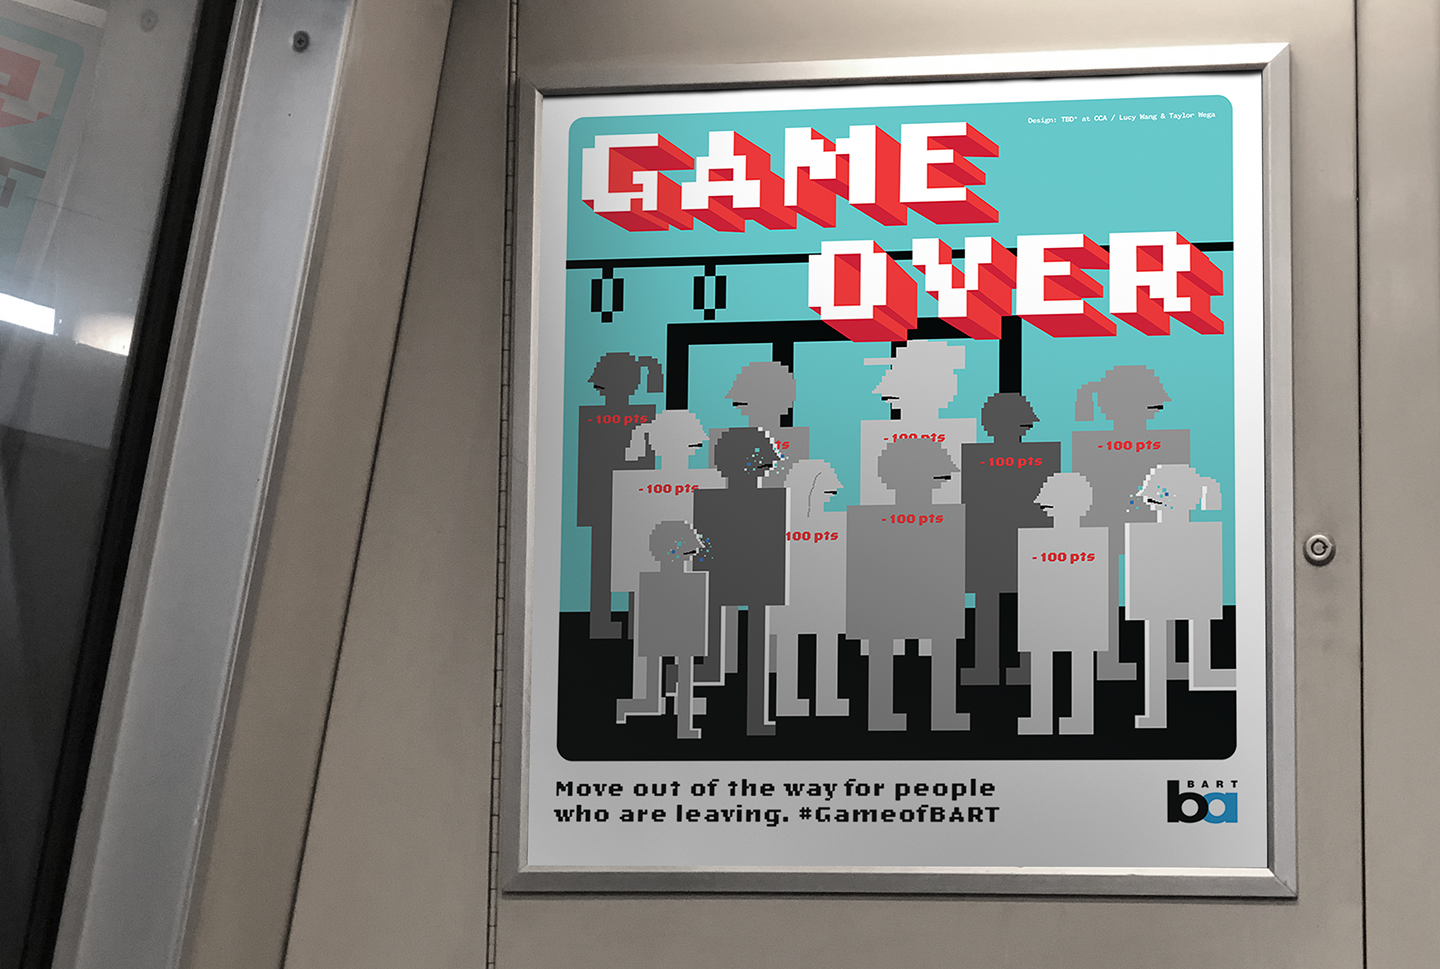 Design: TBD* at CCA / Lucy Wang & Taylor Wega
GAME
OVER
- 100 pts
- 100 pts
- 100 pts
- 100 pts
- 100 pts
pts
100 pts
- 100 pts
- 100 pts
Move out of the way for people
who are leaving. #GameofBART
BART
ba